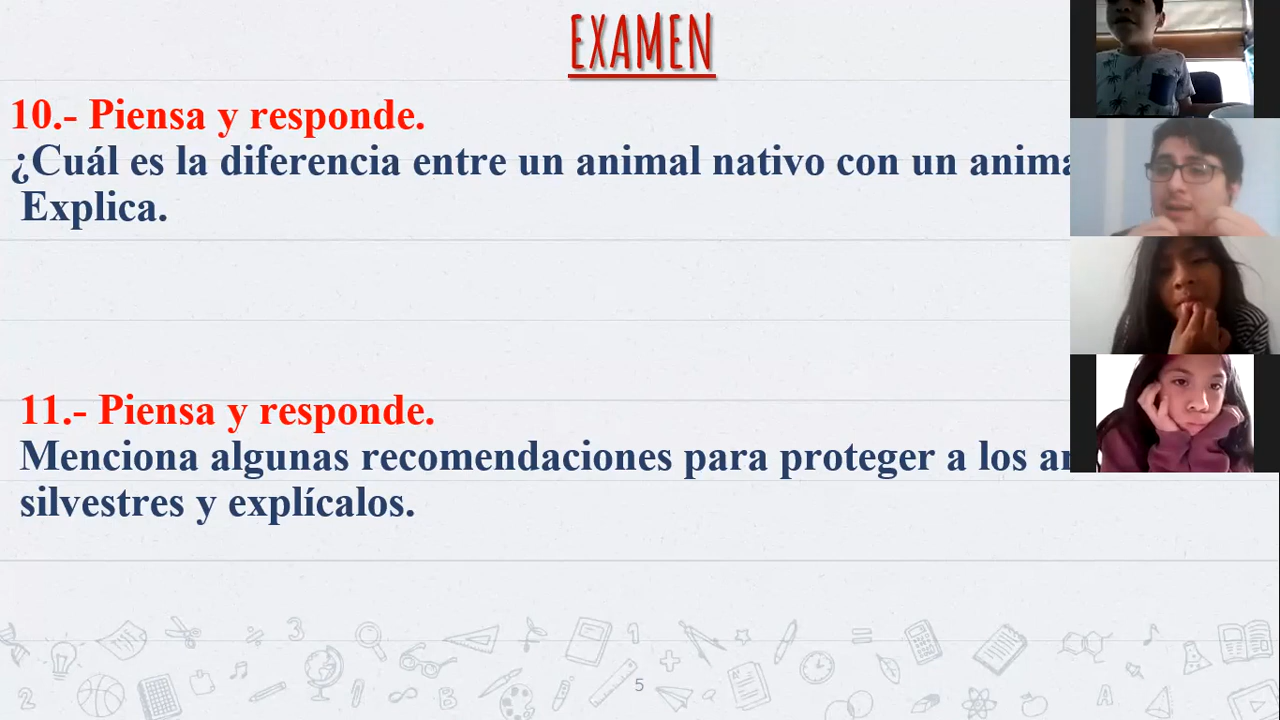 EXAMEN
10.- Piensa y responde.
¿Cuál es la diferencia entre un animal nativo con un
Explica.
11.- Piensa y responde.
Menciona algunas recomendaciones para proteger a los
silvestres y explícalos.
5